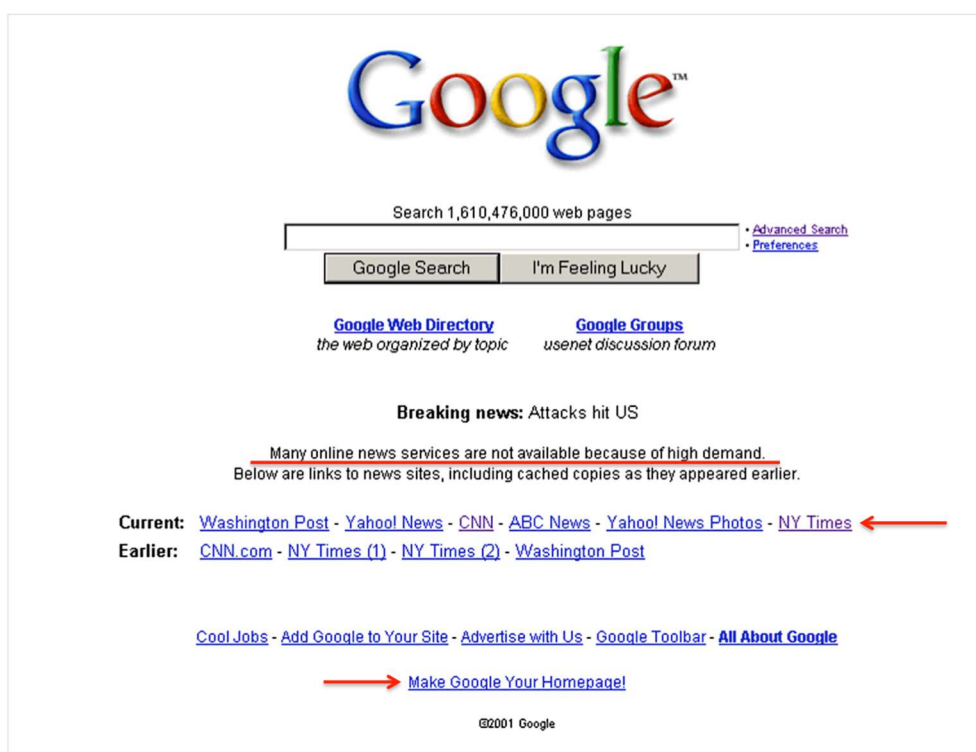 Google™
Search 1,610,476,000 web pages
• Advanced Search
• Preferences
Google Search I'm Feeling Lucky
Google Web Directory Google Groups
the web organized by topic usenet discussion forum
Breaking news: Attacks hit US
Many online news services are not available because of high demand.
Below are links to news sites, including cached copies as they appeared earlier.
Current: Washington Post - Yahoo! News - CNN - ABC News - Yahoo! News Photos - NY Times
Earlier: CNN.com - NY Times (1) - NY Times (2) - Washington Post
Cool Jobs - Add Google to Your Site - Advertise with Us - Google Toolbar - All About Google
Make Google Your Homepage!
©2001 Google